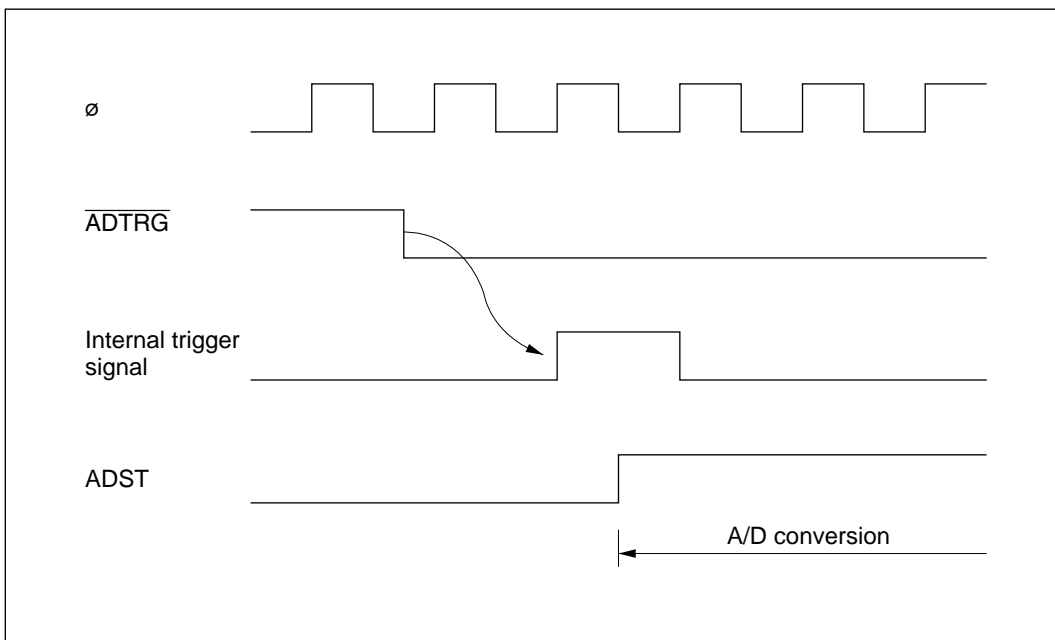 ø
ADTRG
Internal trigger
signal
ADST
A/D conversion